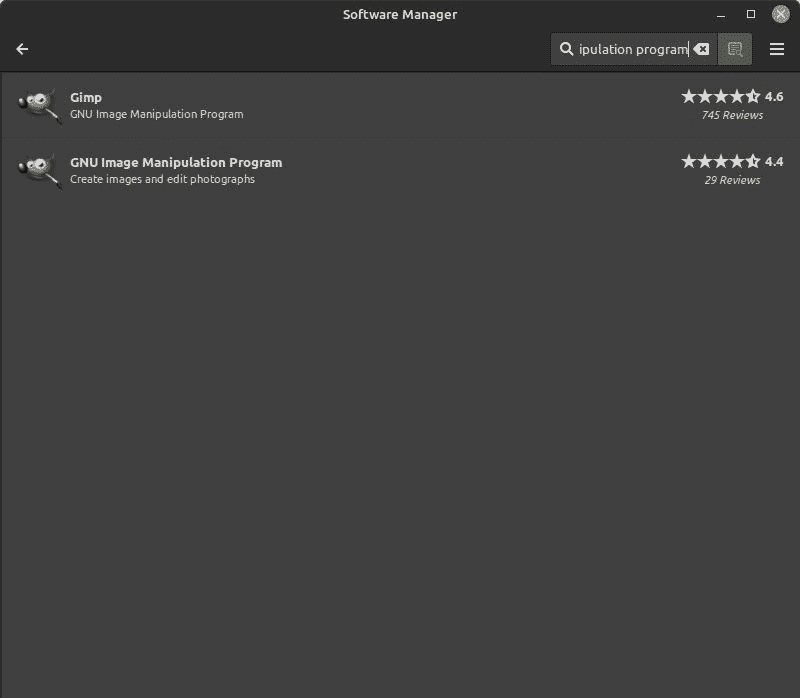 Software Manager
ipulation program
Gimp
GNU Image Manipulation Program
4.6
745 Reviews
GNU Image Manipulation Program
Create images and edit photographs
4.4
29 Reviews